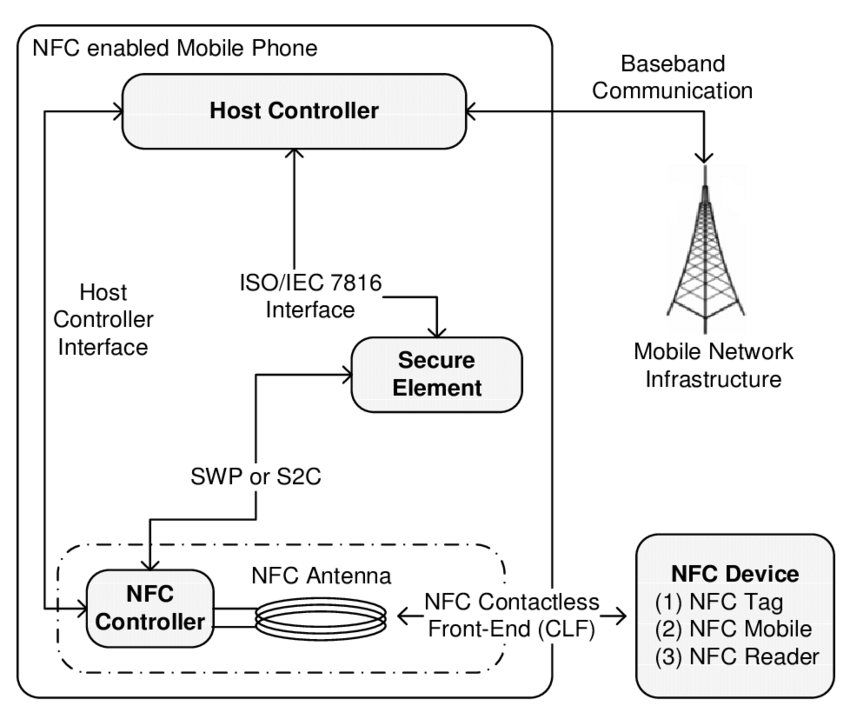 NFC enabled Mobile Phone
Host Controller
Baseband
Communication
ISO/IEC 7816
Interface
Host
Controller
Interface
Secure
Element
Mobile Network
Infrastructure
SWP or S2C
NFC
Controller
NFC Antenna
NFC Contactless
Front-End (CLF)
NFC Device
(1) NFC Tag
(2) NFC Mobile
(3) NFC Reader